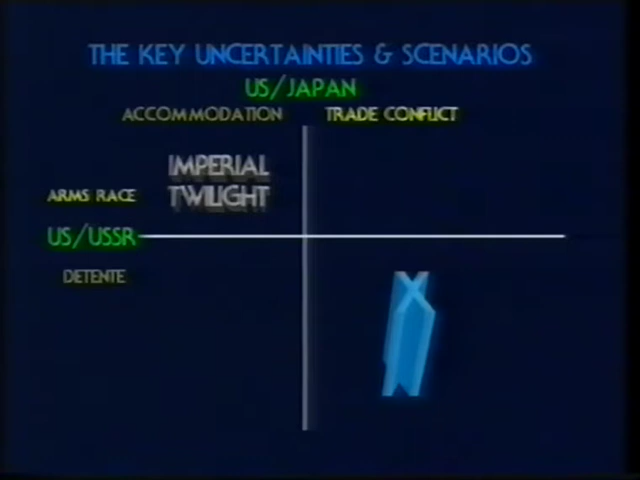 THE KEY UNCERTAINTIES & SCENARIOS
US/JAPAN
ACCOMMODATION TRADE CONFLICT
IMPERIAL
TWILIGHT
ARMS RACE
US/USSR
DETENTE